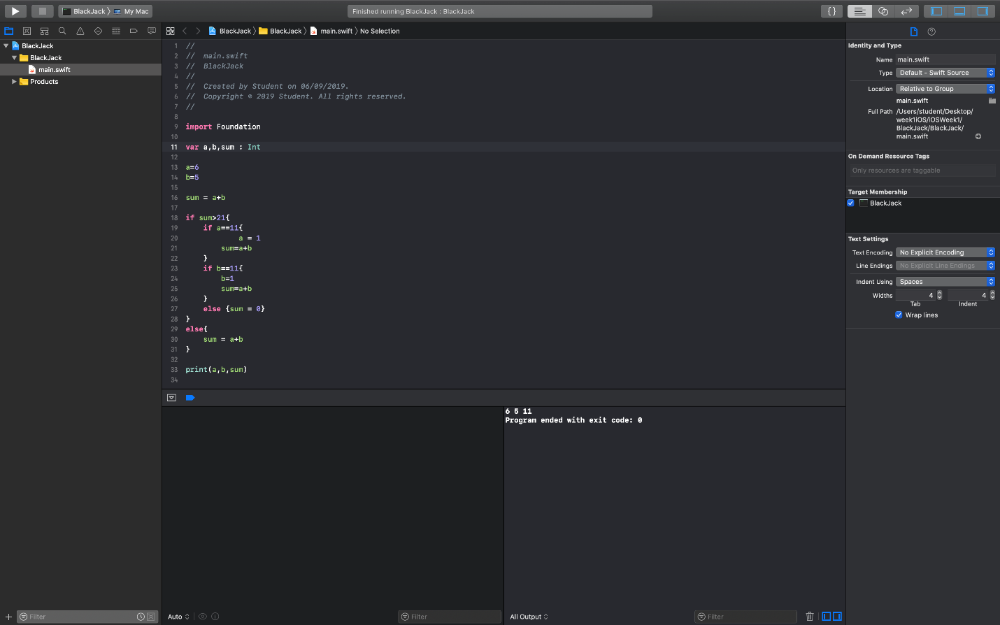 BlackJack 〉 My Mac
Finished running BlackJack : BlackJack
{}
BlackJack 〉 BlackJack 〉 main.swift 〉 No Selection
BlackJack
BlackJack
main.swift
Products
1 //
2 //  main.swift
3 //  BlackJack
4 //
5 //  Created by Student on 06/09/2019.
6 //  Copyright © 2019 Student. All rights reserved.
7 //
8
9 import Foundation
10
11 var a,b,sum : Int
12
13 a=6
14 b=5
15
16 sum = a+b
17
18 if sum>21{
19     if a==11{
20             a = 1
21         sum=a+b
22     }
23     if b==11{
24         b=1
25         sum=a+b
26     }
27     else {sum = 0}
28 }
29 else{
30     sum = a+b
31 }
32
33 print(a,b,sum)
34
6 5 11
Program ended with exit code: 0
Identity and Type
Name main.swift
Type Default - Swift Source
Location Relative to Group
main.swift
Full Path /Users/student/Desktop/
week1iOS/iOSWeek1/
BlackJack/BlackJack/
main.swift
On Demand Resource Tags
Only resources are taggable
Target Membership
BlackJack
Text Settings
Text Encoding No Explicit Encoding
Line Endings No Explicit Line Endings
Indent Using Spaces
Widths 4 4
Tab Indent
Wrap lines
Filter
Auto
Filter
All Output
Filter